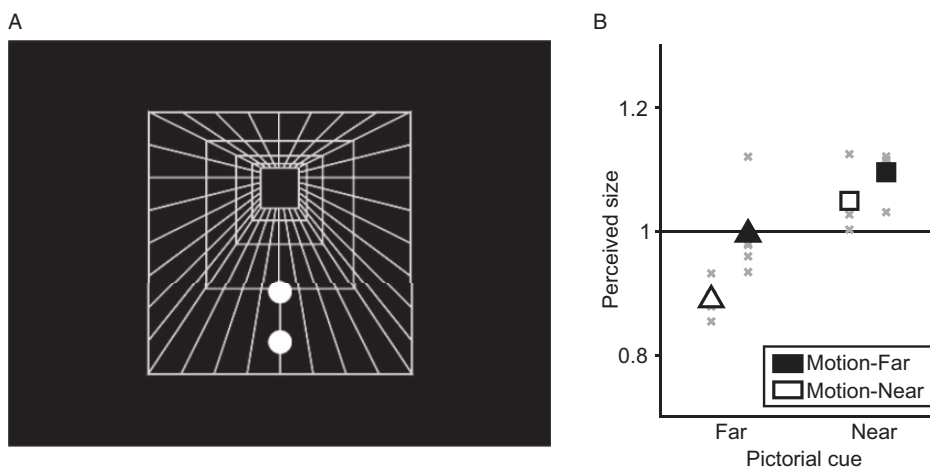 A
B
1.2
1
0.8
Perceived size
Motion-Far
Motion-Near
Far Near
Pictorial cue